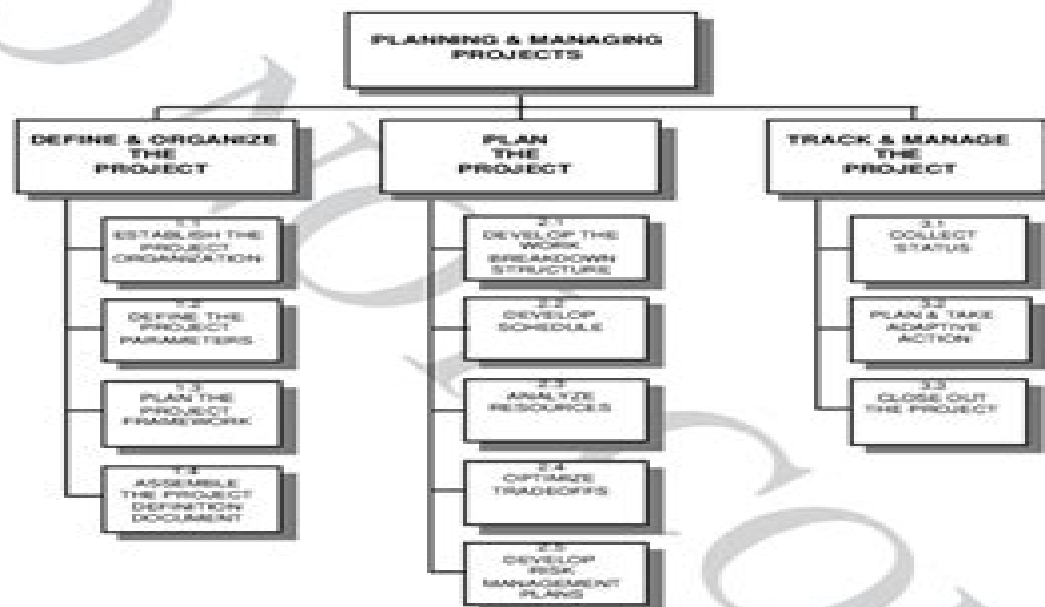 PLANNING & MANAGING
PROJECTS
DEFINE & ORGANIZE
THE
PROJECT
1.1
ESTABLISH THE
PROJECT
ORGANIZATION
1.2
DEFINE THE
PROJECT
PARAMETERS
1.3
PLAN THE
PROJECT
FRAMEWORK
1.4
ASSEMBLE
THE PROJECT
DEFINITION
DOCUMENT
PLAN
THE
PROJECT
2.1
DEVELOP THE
WORK
BREAKDOWN
STRUCTURE
2.2
DEVELOP
SCHEDULE
2.3
ANALYZE
RESOURCES
2.4
OPTIMIZE
TRADEOFFS
2.5
DEVELOP
RISK
MANAGEMENT
PLANS
TRACK & MANAGE
THE
PROJECT
3.1
COLLECT
STATUS
3.2
PLAN & TAKE
ADAPTIVE
ACTION
3.3
CLOSE OUT
THE PROJECT